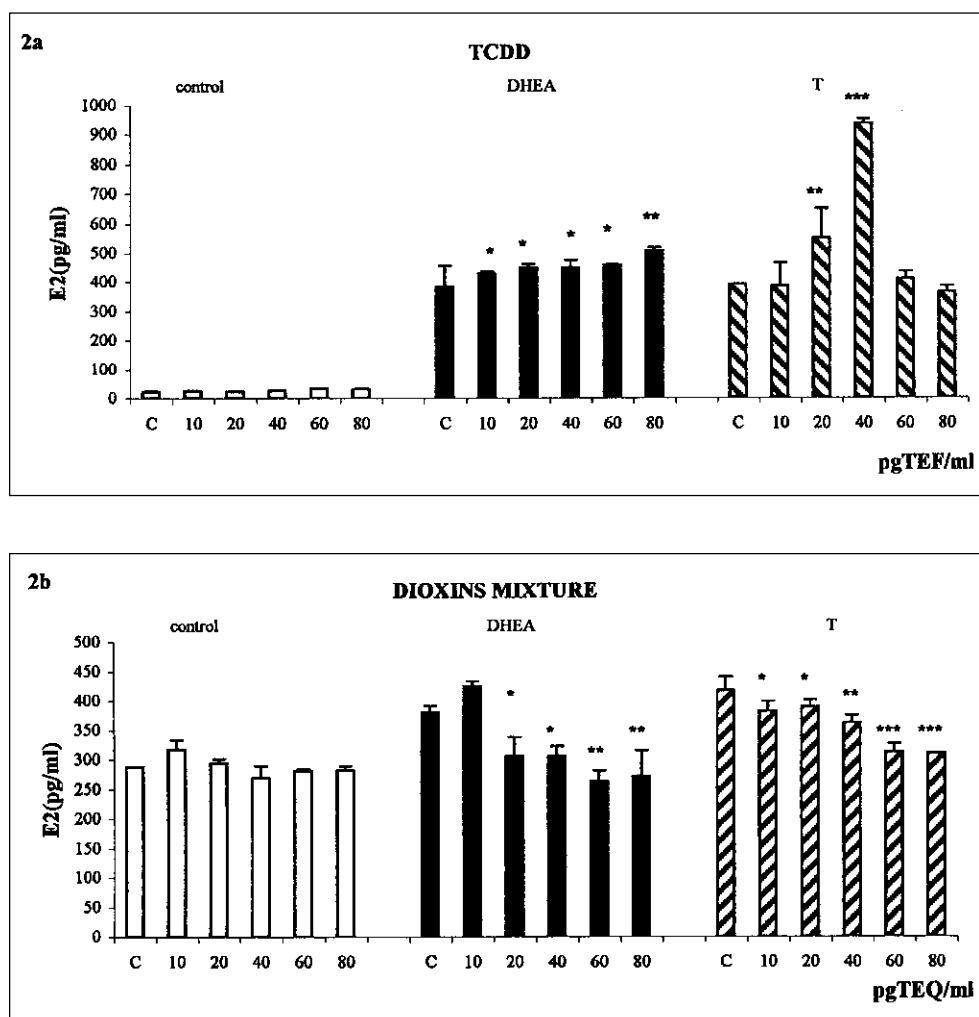 2a
TCDD
control DHEA T
***
1000
900
800
700
600
500
400
300
200
100
0
E2(pg/ml)
* * * * **
**
C 10 20 40 60 80 C 10 20 40 60 80 C 10 20 40 60 80
pgTEF/ml
2b
DIOXINS MIXTURE
control DHEA T
500
450
400
350
300
250
200
150
100
50
0
E2(pg/ml)
* * ** **
* * ** *** ***
C 10 20 40 60 80 C 10 20 40 60 80 C 10 20 40 60 80
pgTEQ/ml